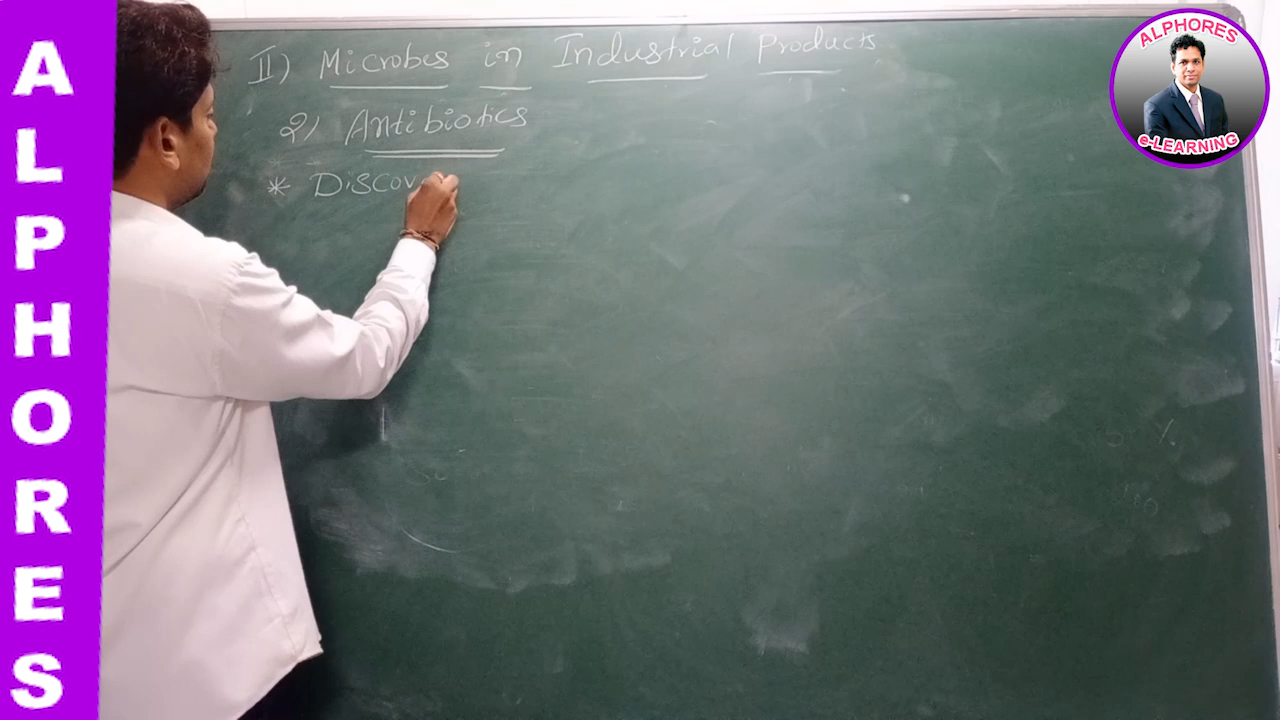 ALPHORES
II) Microbes in Industrial Products
2) Antibiotics
* Discov
ALPHORES
e-LEARNING